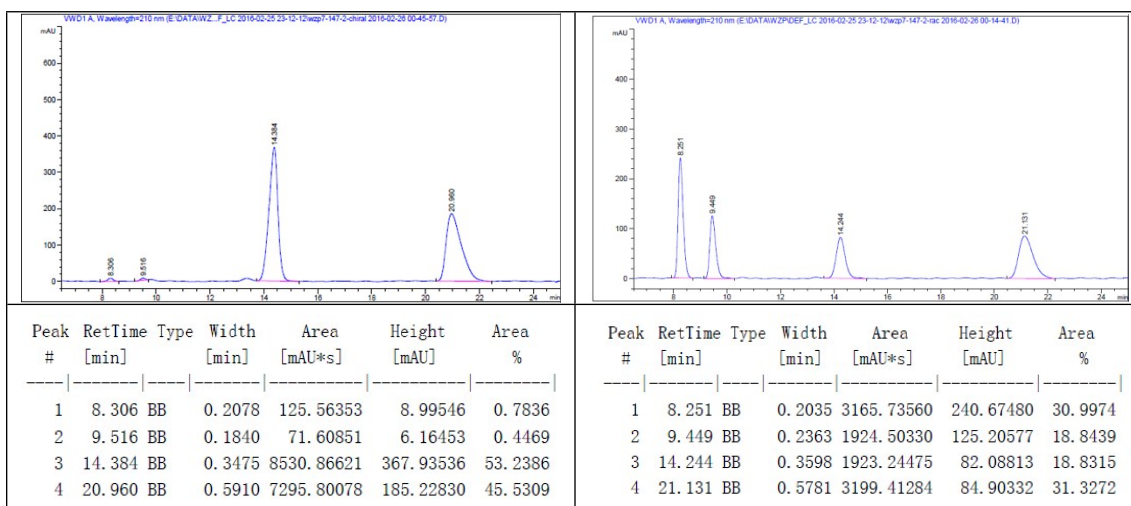 VWD1 A, Wavelength=210 nm (E:\DATA\WZ...F_LC 2016-02-25 23-12-12\wzp7-147-2-chiral 2016-02-26 00-45-57.D)
mAU
600
500
400
300
200
100
0
8.306
9.516
14.384
20.960
8 10 12 14 16 18 20 22 24 min
VWD1 A, Wavelength=210 nm (E:\DATA\WZP\DEF_LC 2016-02-25 23-12-12\wzp7-147-2-rac 2016-02-26 00-14-41.D)
mAU
400
300
200
100
0
8.251
9.449
14.244
21.131
8 10 12 14 16 18 20 22 24 min
Peak RetTime Type Width Area Height Area
# [min] [min] [mAU*s] [mAU] %
----|-------|----|-------|----------|----------|--------|
1 8.306 BB 0.2078 125.56353 8.99546 0.7836
2 9.516 BB 0.1840 71.60851 6.16453 0.4469
3 14.384 BB 0.3475 8530.86621 367.93536 53.2386
4 20.960 BB 0.5910 7295.80078 185.22830 45.5309
Peak RetTime Type Width Area Height Area
# [min] [min] [mAU*s] [mAU] %
----|-------|----|-------|----------|----------|--------|
1 8.251 BB 0.2035 3165.73560 240.67480 30.9974
2 9.449 BB 0.2363 1924.50330 125.20577 18.8439
3 14.244 BB 0.3598 1923.24475 82.08813 18.8315
4 21.131 BB 0.5781 3199.41284 84.90332 31.3272